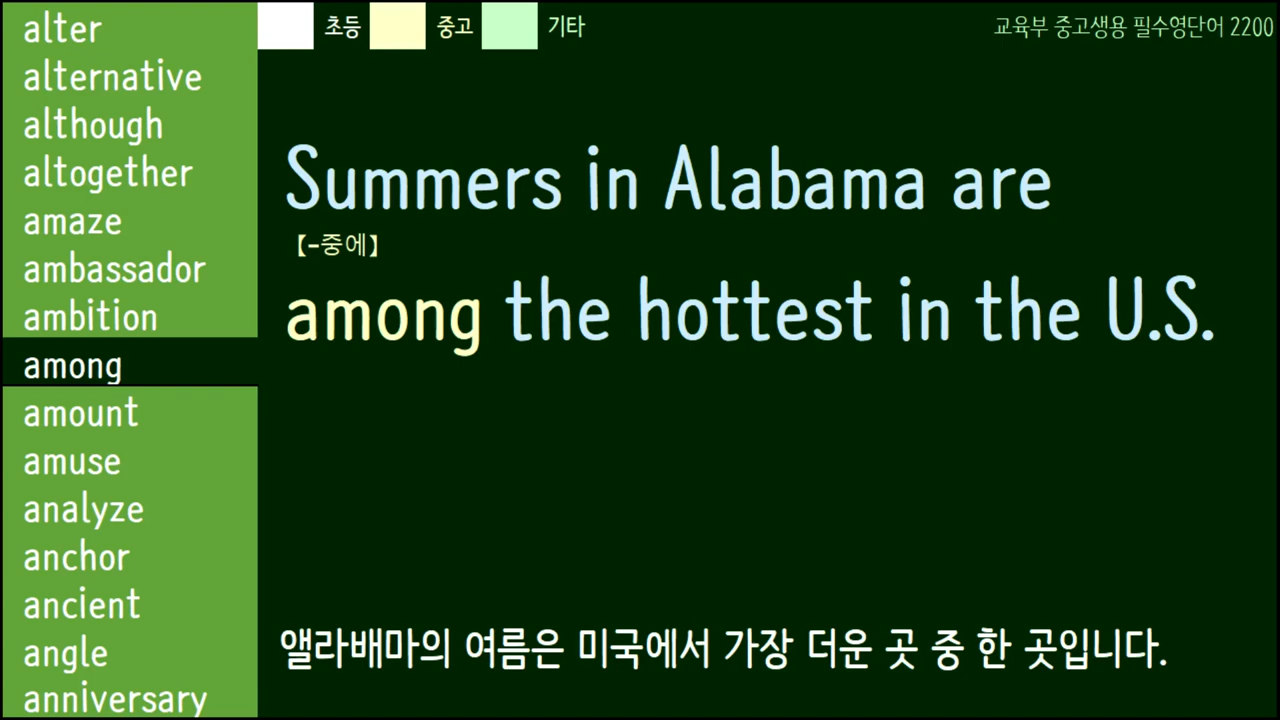 alter
alternative
although
altogether
amaze
ambassador
ambition
among
amount
amuse
analyze
anchor
ancient
angle
anniversary
초등 중고 기타
교육부 중고생용 필수영단어 2200
Summers in Alabama are
【-중에】
among the hottest in the U.S.
앨라배마의 여름은 미국에서 가장 더운 곳 중 한 곳입니다.